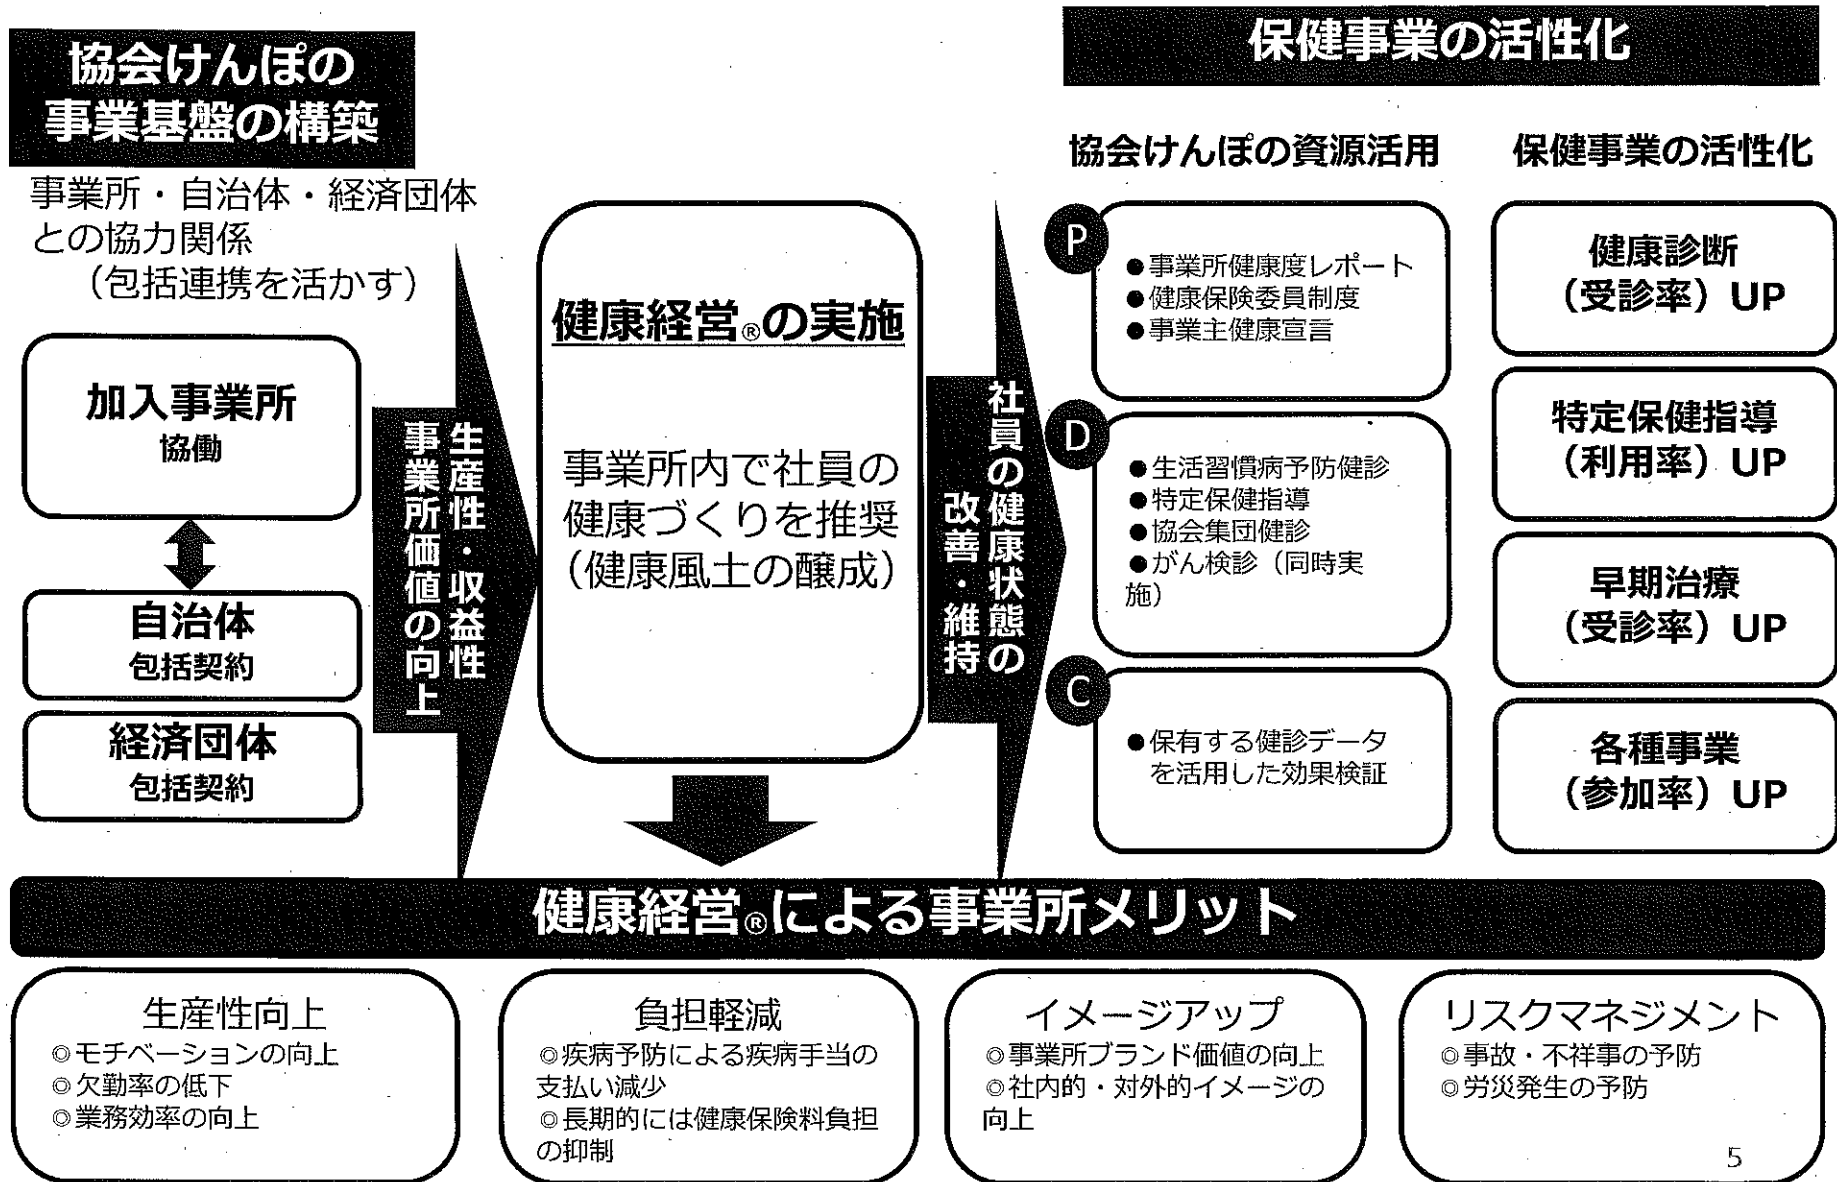 協会けんぽの
事業基盤の構築
事業所・自治体・経済団体
との協力関係
（包括連携を活かす）
加入事業所
協働
自治体
包括契約
経済団体
包括契約
生産性・収益性
事業所価値の向上
健康経営®の実施
事業所内で社員の
健康づくりを推奨
（健康風土の醸成）
社員の健康状態の
改善・維持
保健事業の活性化
協会けんぽの資源活用
P
●事業所健康度レポート
●健康保険委員制度
●事業主健康宣言
D
●生活習慣病予防健診
●特定保健指導
●協会集団健診
●がん検診（同時実
施）
C
●保有する健診データ
を活用した効果検証
保健事業の活性化
健康診断
（受診率）UP
特定保健指導
（利用率）UP
早期治療
（受診率）UP
各種事業
（参加率）UP
健康経営®による事業所メリット
生産性向上
◎モチベーションの向上
◎欠勤率の低下
◎業務効率の向上
負担軽減
◎疾病予防による疾病手当の
支払い減少
◎長期的には健康保険料負担
の抑制
イメージアップ
◎事業所ブランド価値の向上
◎社内的・対外的イメージの
向上
リスクマネジメント
◎事故・不祥事の予防
◎労災発生の予防
5